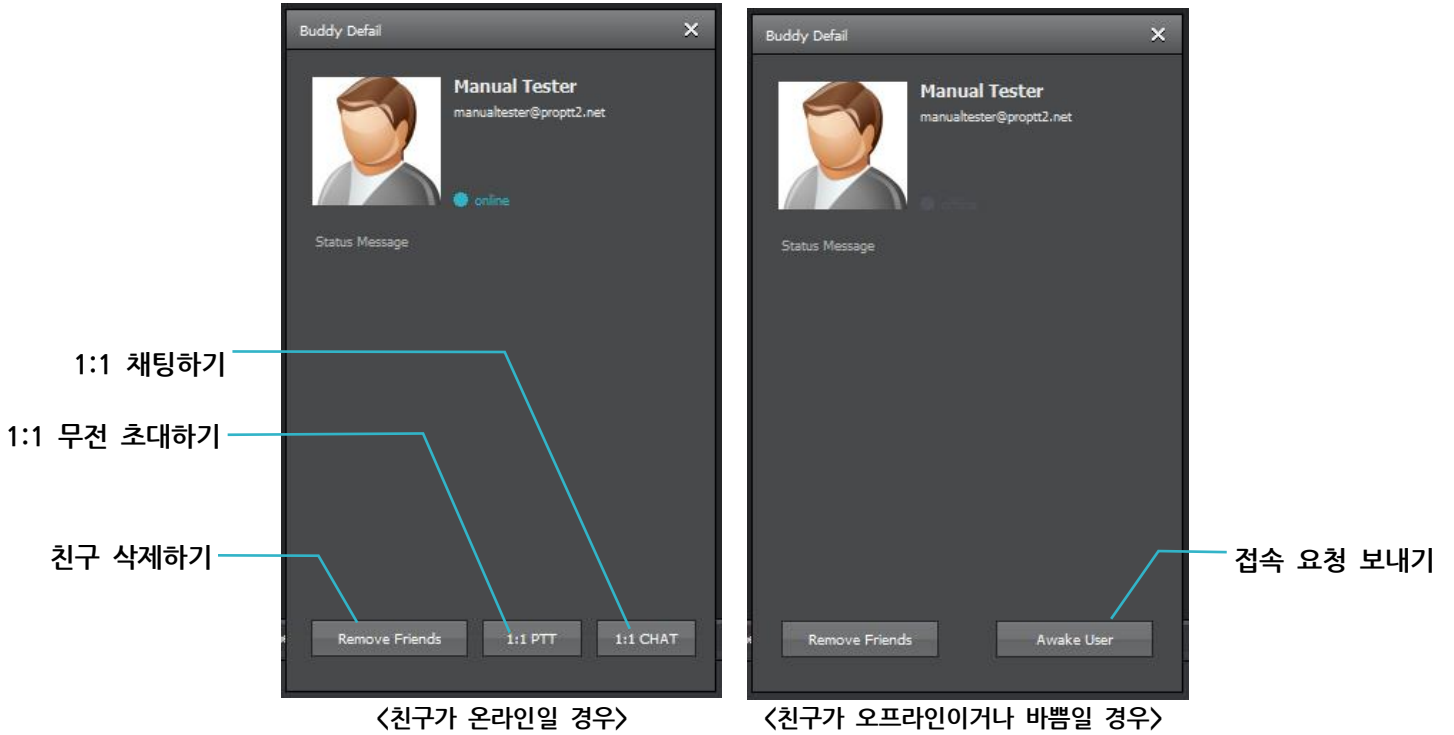 Buddy Defail
Manual Tester
manualtester@proptt2.net
online
Status Message
1:1 채팅하기
1:1 무전 초대하기
친구 삭제하기
Remove Friends
1:1 PTT
1:1 CHAT
<친구가 온라인일 경우>
Buddy Defail
Manual Tester
manualtester@proptt2.net
Status Message
접속 요청 보내기
Remove Friends
Awake User
<친구가 오프라인이거나 바쁨일 경우>